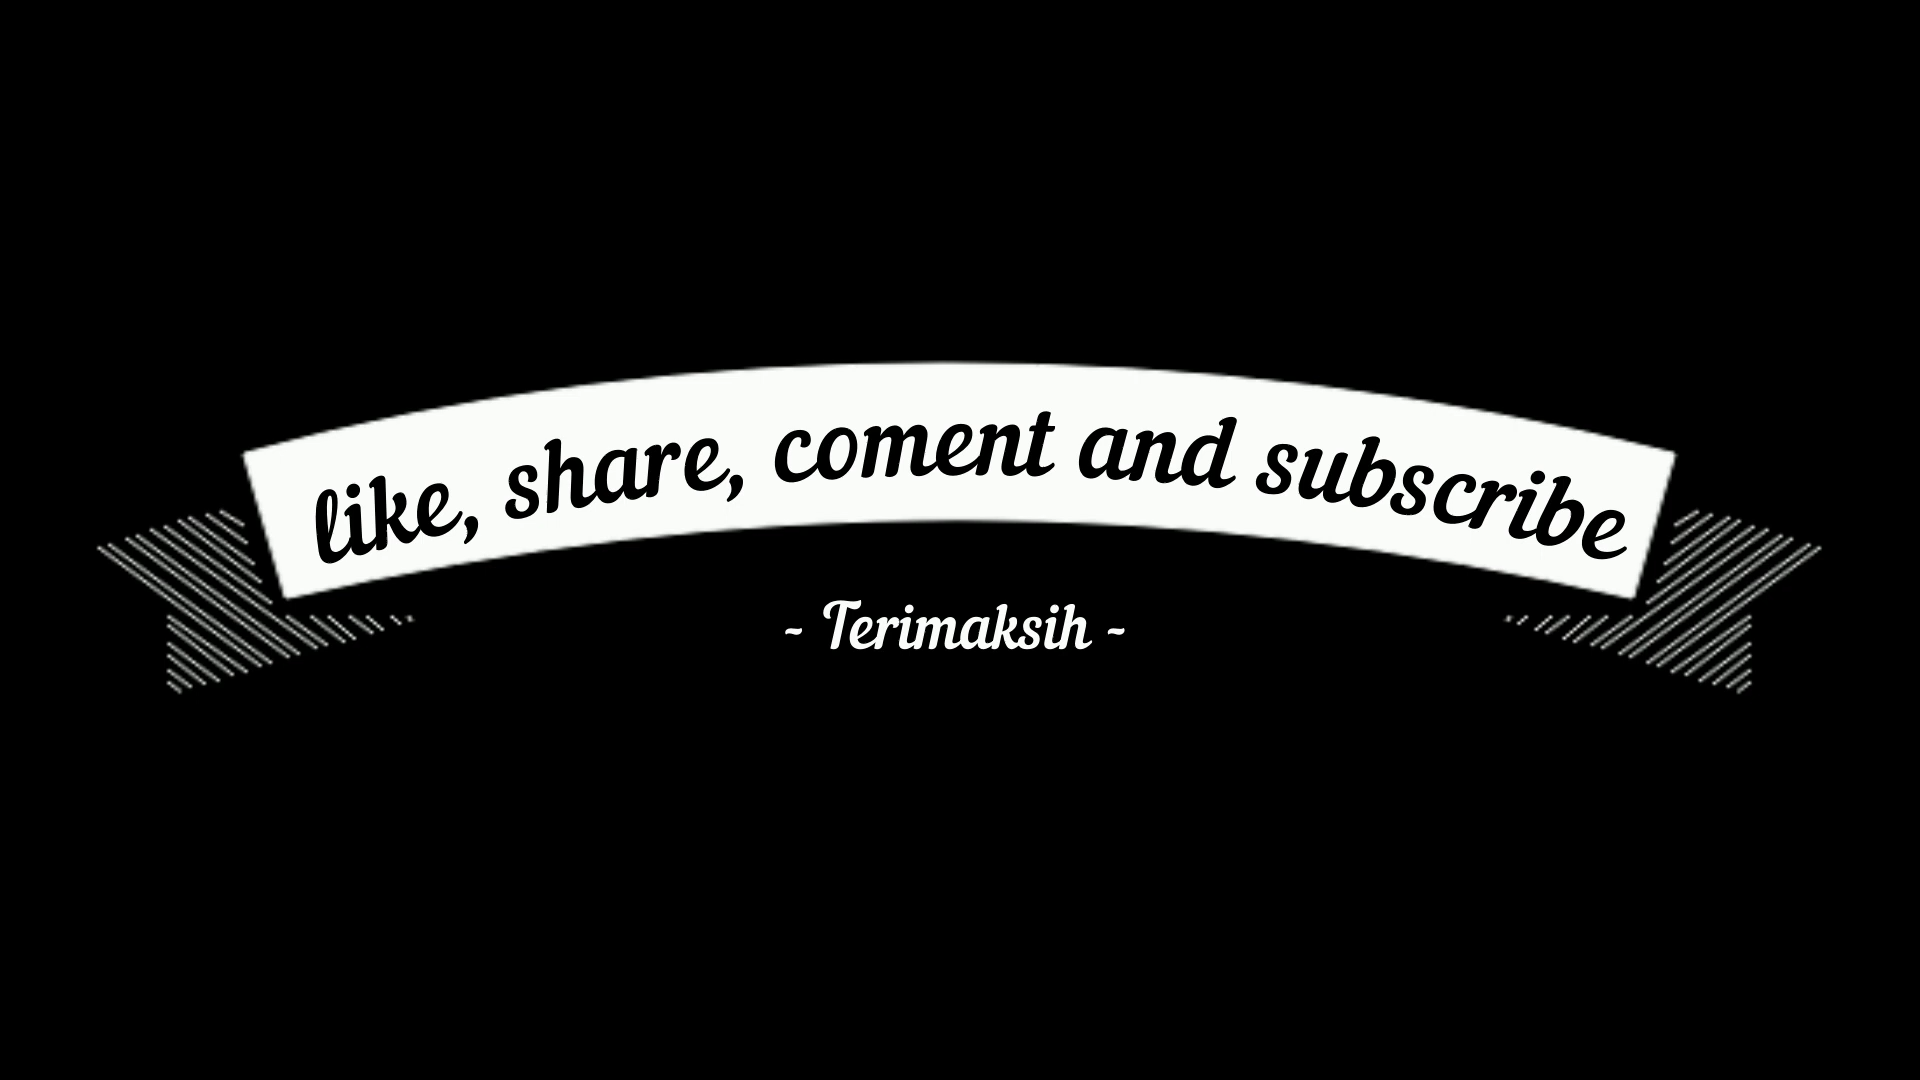 like, share, coment and subscribe
~ Terimaksih ~